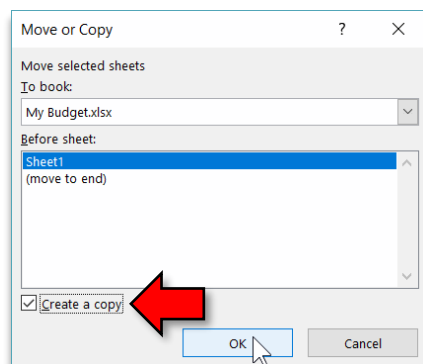 Move or Copy ? ×
Move selected sheets
To book:
My Budget.xlsx
Before sheet:
Sheet1
(move to end)
Create a copy
OK Cancel